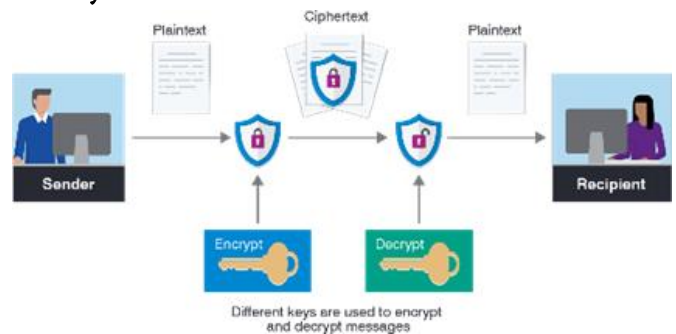 Plaintext
Ciphertext
Plaintext
Sender
Recipient
Encrypt
Decrypt
Different keys are used to encrypt
and decrypt messages